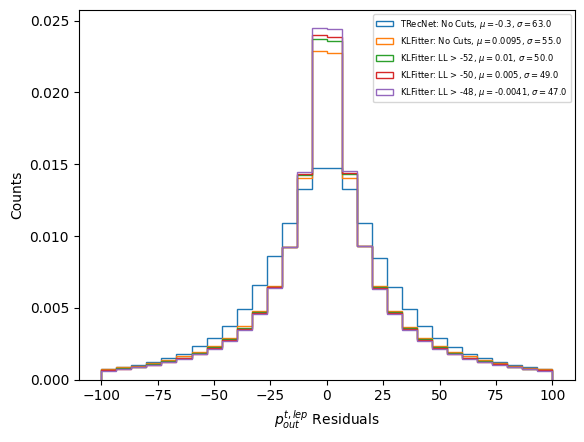 TRecNet: No Cuts, μ = -0.3, σ = 63.0
KLFitter: No Cuts, μ = 0.0095, σ = 55.0
KLFitter: LL > -52, μ = 0.01, σ = 50.0
KLFitter: LL > -50, μ = 0.005, σ = 49.0
KLFitter: LL > -48, μ = -0.0041, σ = 47.0
0.025
0.020
0.015
0.010
0.005
0.000
Counts
−100 −75 −50 −25 0 25 50 75 100
$p_{out}^{t,lep}$ Residuals